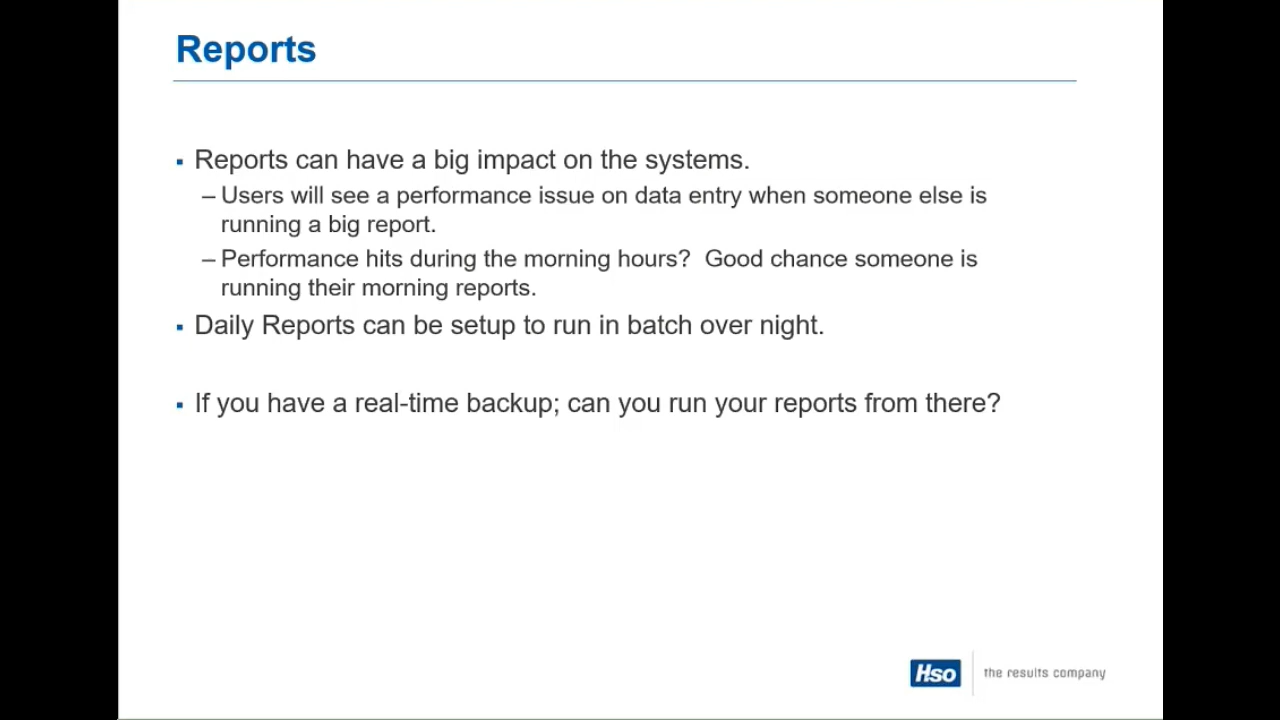 Reports
▪ Reports can have a big impact on the systems.
– Users will see a performance issue on data entry when someone else is
running a big report.
– Performance hits during the morning hours?  Good chance someone is
running their morning reports.
▪ Daily Reports can be setup to run in batch over night.
▪ If you have a real-time backup; can you run your reports from there?
Hso the results company